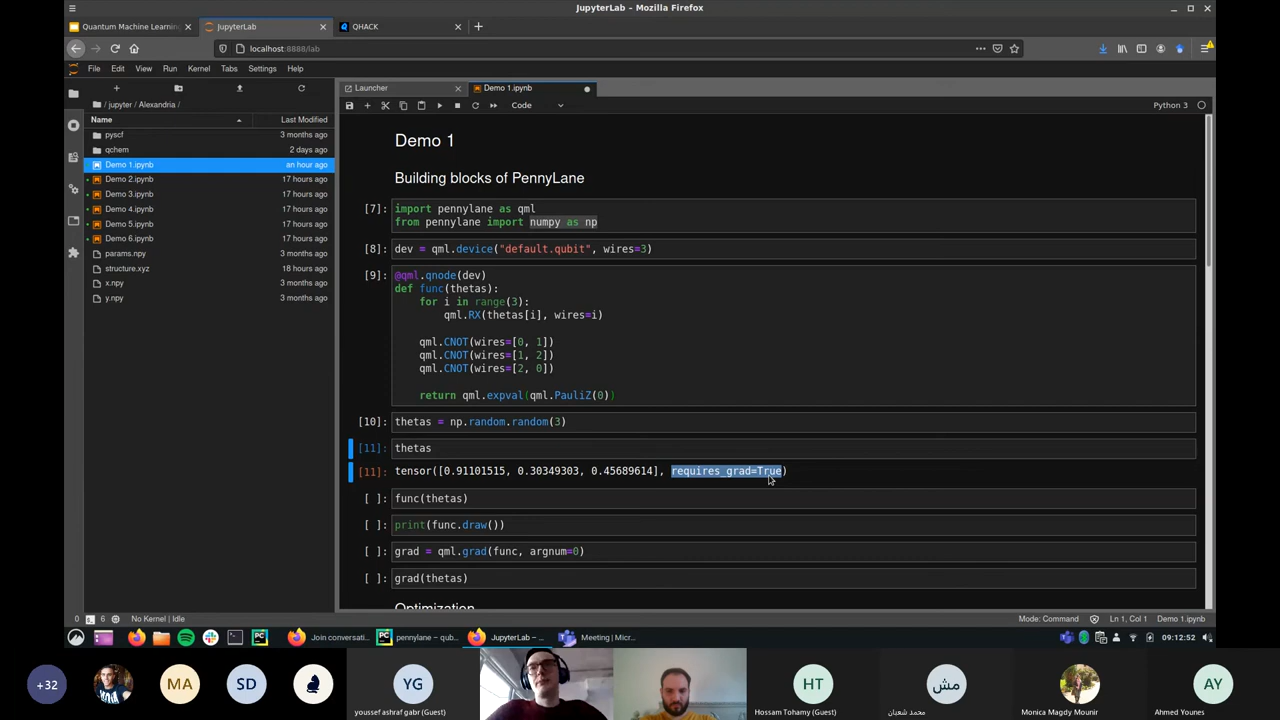 JupyterLab - Mozilla Firefox
Quantum Machine Learning
JupyterLab
QHACK
localhost:8888/lab
File Edit View Run Kernel Tabs Settings Help
Launcher
Demo 1.ipynb
/ jupyter / Alexandria /
Code
Python 3
Name Last Modified
pyscf 3 months ago
qchem 2 days ago
Demo 1.ipynb an hour ago
Demo 2.ipynb 17 hours ago
Demo 3.ipynb 17 hours ago
Demo 4.ipynb 17 hours ago
Demo 5.ipynb 17 hours ago
Demo 6.ipynb 17 hours ago
params.npy 3 months ago
structure.xyz 18 hours ago
x.npy 3 months ago
y.npy 3 months ago
Demo 1
Building blocks of PennyLane
[7]: import pennylane as qml
from pennylane import numpy as np
[8]: dev = qml.device("default.qubit", wires=3)
[9]: @qml.qnode(dev)
def func(thetas):
for i in range(3):
qml.RX(thetas[i], wires=i)
qml.CNOT(wires=[0, 1])
qml.CNOT(wires=[1, 2])
qml.CNOT(wires=[2, 0])
return qml.expval(qml.PauliZ(0))
[10]: thetas = np.random.random(3)
[11]: thetas
[11]: tensor([0.91101515, 0.30349303, 0.45689614], requires_grad=True)
[ ]: func(thetas)
[ ]: print(func.draw())
[ ]: grad = qml.grad(func, argnum=0)
[ ]: grad(thetas)
Optimization
0 6 No Kernel | Idle
Mode: Command Ln 1, Col 1 Demo 1.ipynb
Join conversati...
pennylane – qub...
JupyterLab – ...
Meeting | Micr...
09:12:52
+32
MA
SD
YG
HT
مش
AY
youssef ashraf gabr (Guest)
Hossam Tohamy (Guest)
محمد شعبان
Monica Magdy Mounir
Ahmed Younes